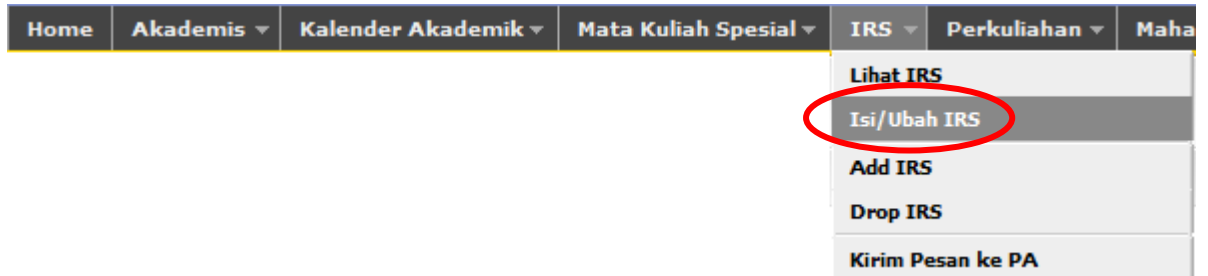 Home Akademis Kalender Akademik Mata Kuliah Spesial IRS Perkuliahan Maha
Lihat IRS
Isi/Ubah IRS
Add IRS
Drop IRS
Kirim Pesan ke PA